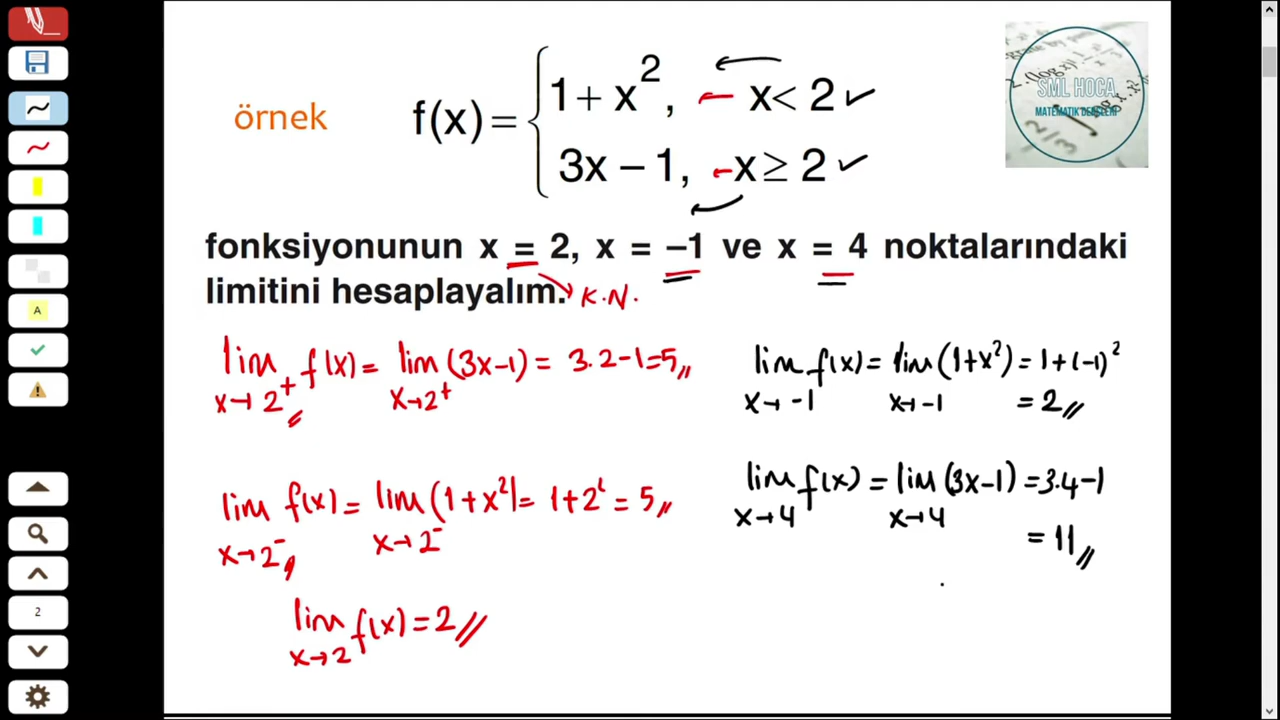 örnek
f(x) = { 1 + x², ← x < 2 ✓
3x − 1, ← x ≥ 2 ✓
SML HOCA
MATEMATİK DERSLERİ
fonksiyonunun x = 2, x = −1 ve x = 4 noktalarındaki
limitini hesaplayalım.
K.N.
lim f(x) = lim (3x-1) = 3.2-1=5
x→2⁺ x→2⁺
lim f(x) = lim (1+x²) = 1+2² = 5
x→2⁻ x→2⁻
lim f(x) = 2
x→2
lim f(x) = lim (1+x²) = 1+(-1)²
x→-1 x→-1 = 2
lim f(x) = lim (3x-1) = 3.4-1
x→4 x→4
= 11
A
2